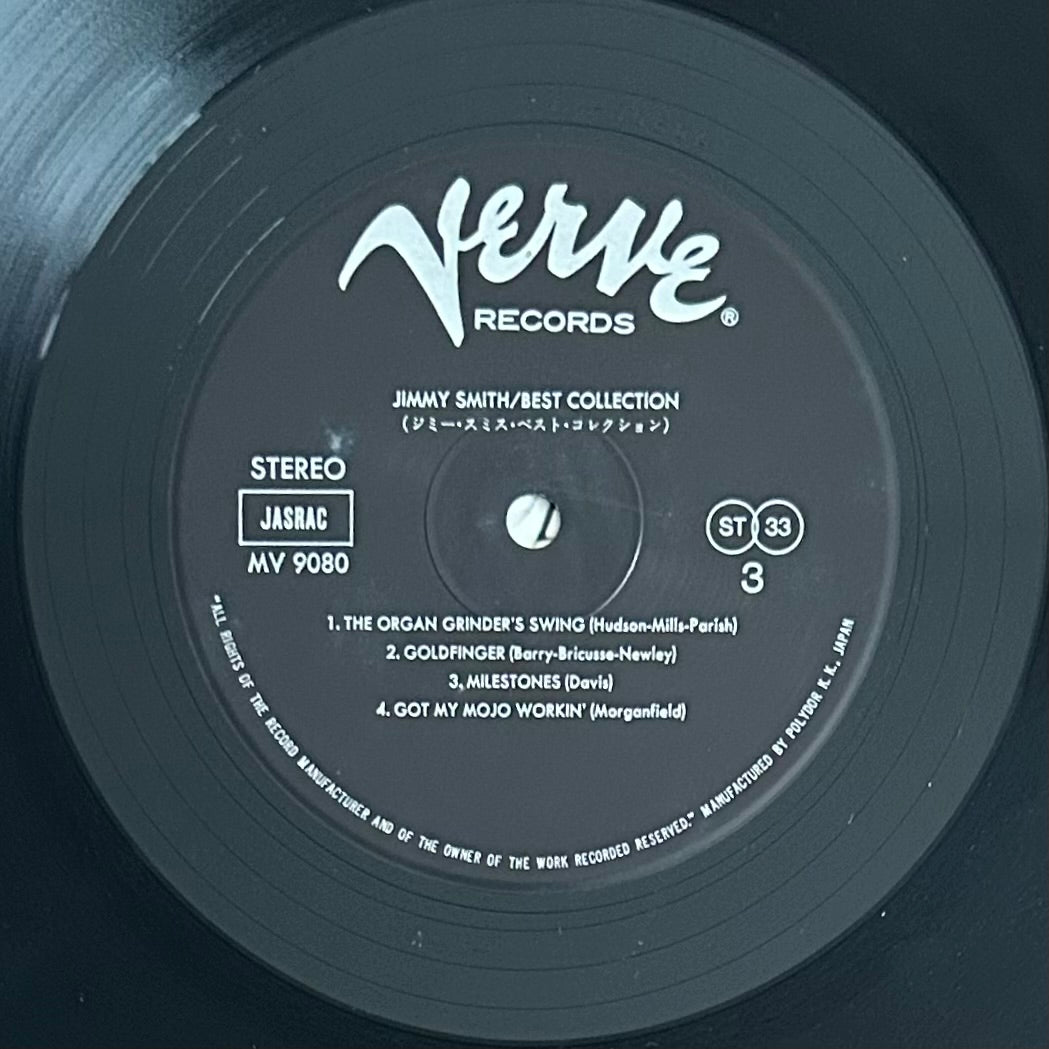 Verve
RECORDS ®
JIMMY SMITH/BEST COLLECTION
(ジミー・スミス・ベスト・コレクション)
STEREO
JASRAC
MV 9080
ST 33
3
1. THE ORGAN GRINDER'S SWING (Hudson-Mills-Parish)
2. GOLDFINGER (Barry-Bricusse-Newley)
3. MILESTONES (Davis)
4. GOT MY MOJO WORKIN' (Morganfield)
"ALL RIGHTS OF THE RECORD MANUFACTURER AND OF THE OWNER OF THE WORK RECORDED RESERVED." MANUFACTURED BY POLYDOR K.K., JAPAN